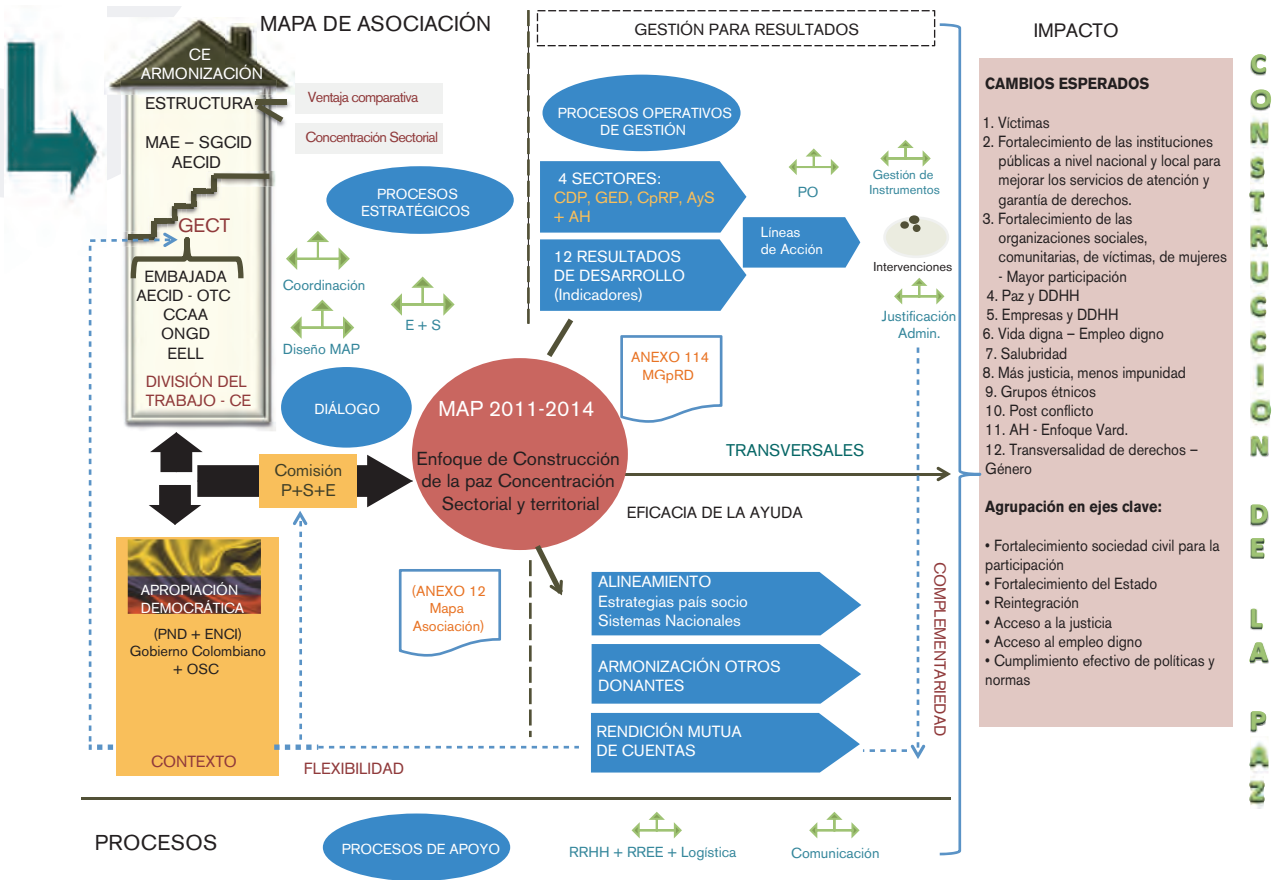 MAPA DE ASOCIACIÓN
CE
ARMONIZACIÓN
ESTRUCTURA
Ventaja comparativa
Concentración Sectorial
MAE – SGCID
AECID
GECT
EMBAJADA
AECID - OTC
CCAA
ONGD
EELL
DIVISIÓN DEL
TRABAJO - CE
PROCESOS
ESTRATÉGICOS
Coordinación
E + S
Diseño MAP
DIÁLOGO
Comisión
P+S+E
APROPIACIÓN
DEMOCRÁTICA
(PND + ENCI)
Gobierno Colombiano
+ OSC
CONTEXTO
FLEXIBILIDAD
MAP 2011-2014
Enfoque de Construcción
de la paz Concentración
Sectorial y territorial
(ANEXO 12
Mapa
Asociación)
GESTIÓN PARA RESULTADOS
PROCESOS OPERATIVOS
DE GESTIÓN
4 SECTORES:
CDP, GED, CpRP, AyS
+ AH
12 RESULTADOS
DE DESARROLLO
(Indicadores)
Líneas
de Acción
PO
Gestión de
Instrumentos
Intervenciones
Justificación
Admin.
ANEXO 114
MGpRD
TRANSVERSALES
EFICACIA DE LA AYUDA
ALINEAMIENTO
Estrategias país socio
Sistemas Nacionales
ARMONIZACIÓN OTROS
DONANTES
RENDICIÓN MUTUA
DE CUENTAS
COMPLEMENTARIEDAD
PROCESOS
PROCESOS DE APOYO
RRHH + RREE + Logística
Comunicación
IMPACTO
CAMBIOS ESPERADOS
1. Víctimas
2. Fortalecimiento de las instituciones
públicas a nivel nacional y local para
mejorar los servicios de atención y
garantía de derechos.
3. Fortalecimiento de las
organizaciones sociales,
comunitarias, de víctimas, de mujeres
- Mayor participación
4. Paz y DDHH
5. Empresas y DDHH
6. Vida digna – Empleo digno
7. Salubridad
8. Más justicia, menos impunidad
9. Grupos étnicos
10. Post conflicto
11. AH - Enfoque Vard.
12. Transversalidad de derechos –
Género
Agrupación en ejes clave:
• Fortalecimiento sociedad civil para la
participación
• Fortalecimiento del Estado
• Reintegración
• Acceso a la justicia
• Acceso al empleo digno
• Cumplimiento efectivo de políticas y
normas
CONSTRUCCION DE LA PAZ